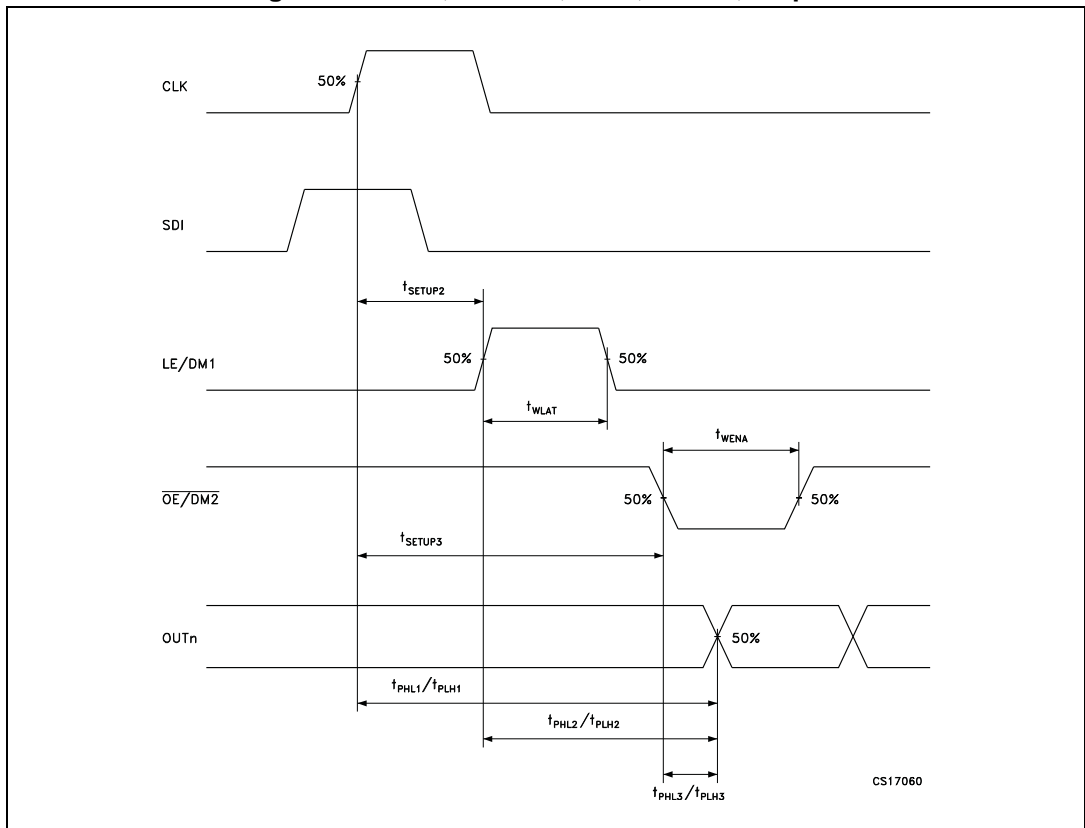 CLK
50%
SDI
tSETUP2
LE/DM1
50%
50%
tWLAT
tWENA
OE/DM2
50%
50%
tSETUP3
OUTn
50%
tPHL1/tPLH1
tPHL2/tPLH2
tPHL3/tPLH3
CS17060